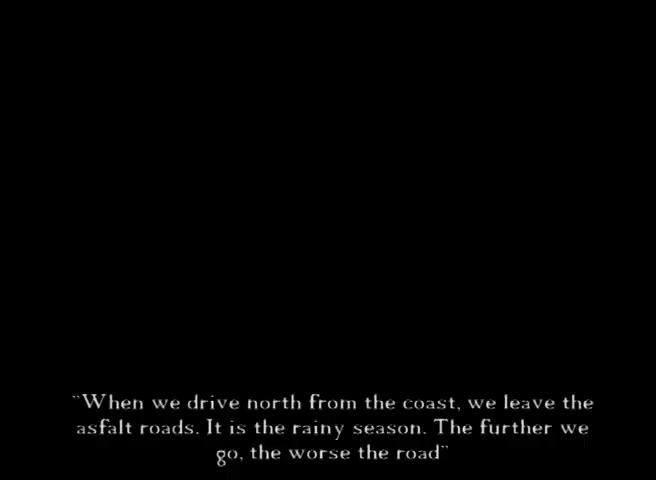 "When we drive north from the coast, we leave the
asfalt roads. It is the rainy season. The further we
go, the worse the road"